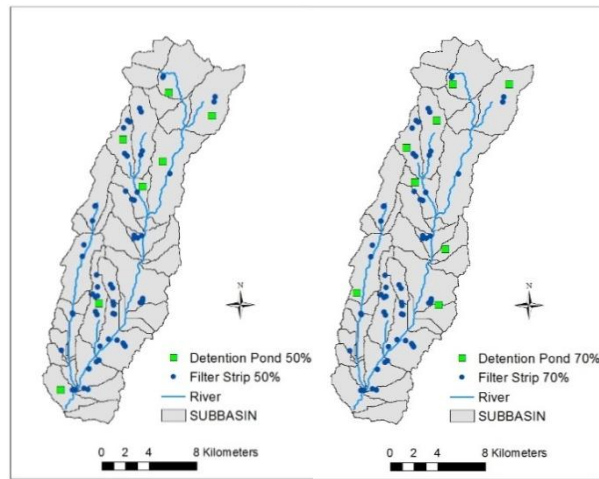 N
Detention Pond 50%
Filter Strip 50%
River
SUBBASIN
0 2 4 8 Kilometers
N
Detention Pond 70%
Filter Strip 70%
River
SUBBASIN
0 2 4 8 Kilometers